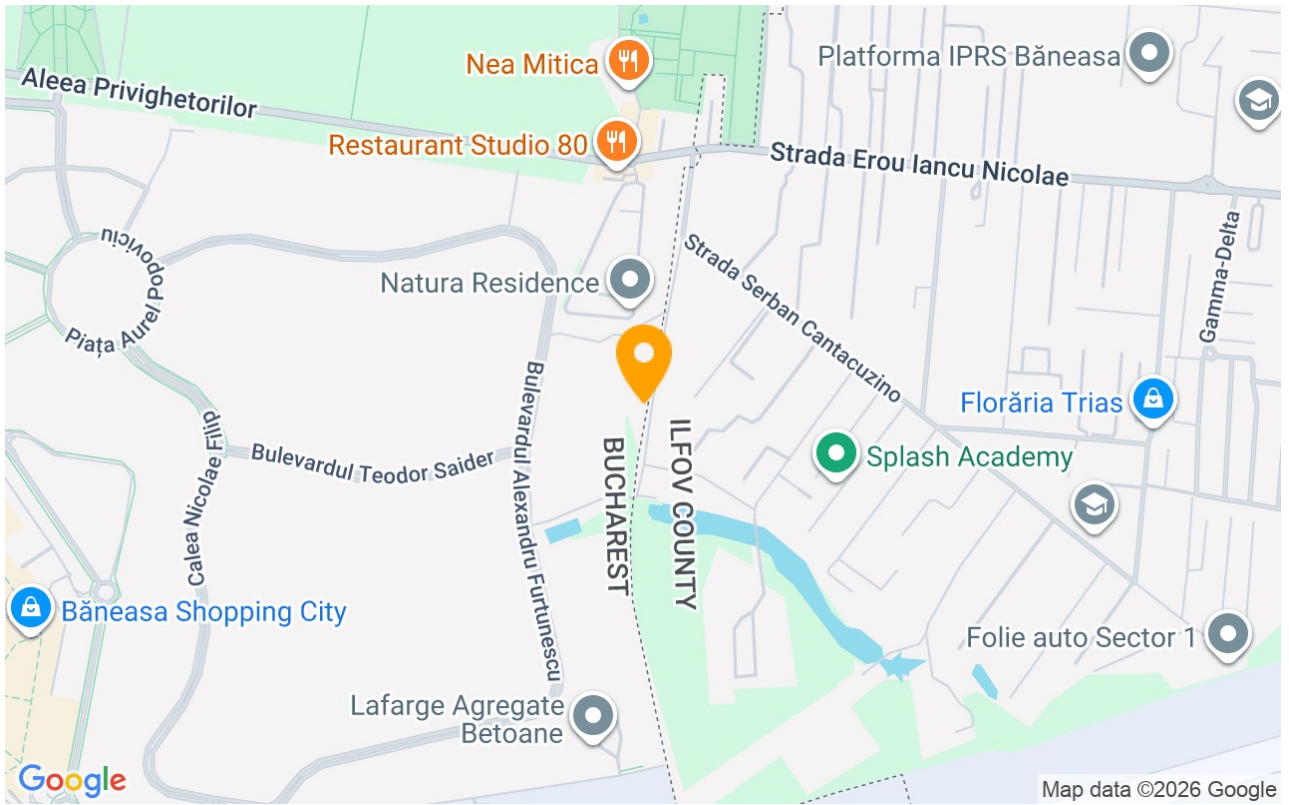 Nea Mitica
Platforma IPRS Băneasa
Aleea Privighetorilor
Restaurant Studio 80
Strada Erou Iancu Nicolae
Piața Aurel Popoviciu
Natura Residence
Strada Serban Cantacuzino
Gamma-Delta
Bulevardul Alexandru Furtunescu
Florăria Trias
Calea Nicolae Filip
Bulevardul Teodor Saider
BUCHAREST
ILFOV COUNTY
Splash Academy
Băneasa Shopping City
Folie auto Sector 1
Lafarge Agregate
Betoane
Google
Map data ©2026 Google